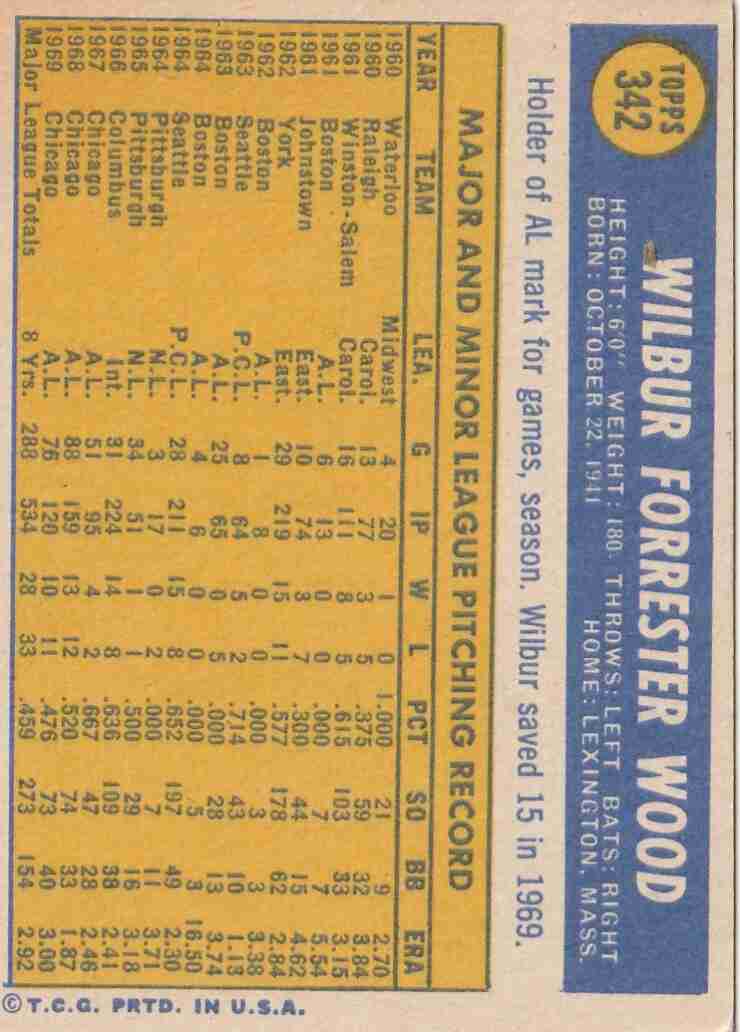 TOPPS
342
WILBUR FORRESTER WOOD
HEIGHT: 6'0" WEIGHT: 180 THROWS: LEFT BATS: RIGHT
BORN: OCTOBER 22, 1941 HOME: LEXINGTON, MASS.
Holder of AL mark for games, season. Wilbur saved 15 in 1969.
MAJOR AND MINOR LEAGUE PITCHING RECORD
YEAR TEAM LEA. G IP W L PCT SO BB ERA
1960 Waterloo Midwest 4 20 1 0 1.000 21 9 2.70
1960 Raleigh Carol. 13 77 3 5 .375 59 32 3.84
1961 Winston-Salem Carol. 16 111 8 5 .615 103 33 3.15
1961 Boston A.L. 6 13 0 0 .000 7 7 5.54
1961 Johnstown East. 10 74 3 7 .300 44 15 4.62
1962 York East. 29 219 15 11 .577 178 62 2.84
1962 Boston A.L. 1 8 0 0 .000 3 3 3.38
1963 Seattle P.C.L. 8 64 5 2 .714 43 10 1.13
1963 Boston A.L. 25 65 0 5 .000 28 13 3.74
1964 Boston A.L. 4 6 0 0 .000 5 3 16.50
1964 Seattle P.C.L. 28 211 15 8 .652 197 49 2.30
1964 Pittsburgh N.L. 3 17 0 2 .000 7 11 3.71
1965 Pittsburgh N.L. 34 51 1 1 .500 29 16 3.18
1966 Columbus Int. 31 224 14 8 .636 109 38 2.41
1967 Chicago A.L. 51 95 4 2 .667 47 28 2.46
1968 Chicago A.L. 88 159 13 12 .520 74 33 1.87
1969 Chicago A.L. 76 120 10 11 .476 73 40 3.00
Major League Totals 8 Yrs. 288 534 28 33 .459 273 154 2.92
© T.C.G. PRTD. IN U.S.A.